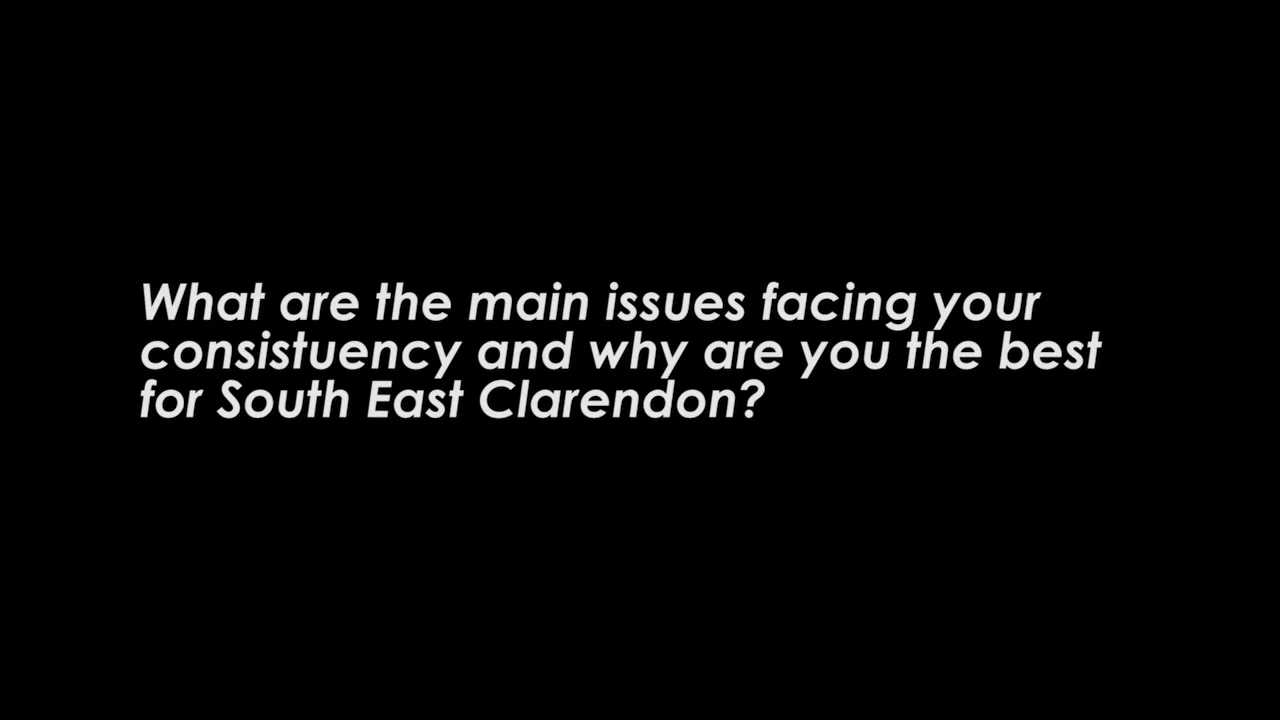 What are the main issues facing your
consistuency and why are you the best
for South East Clarendon?